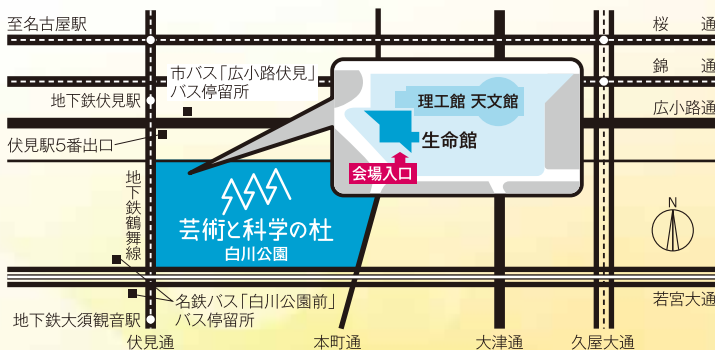 至名古屋駅
桜 通
錦 通
市バス「広小路伏見」
バス停留所
地下鉄伏見駅
広小路通
伏見駅5番出口
理工館 天文館
生命館
会場入口
地下鉄鶴舞線
芸術と科学の杜
白川公園
N
名鉄バス「白川公園前」
バス停留所
若宮大通
地下鉄大須観音駅
伏見通
本町通
大津通
久屋大通